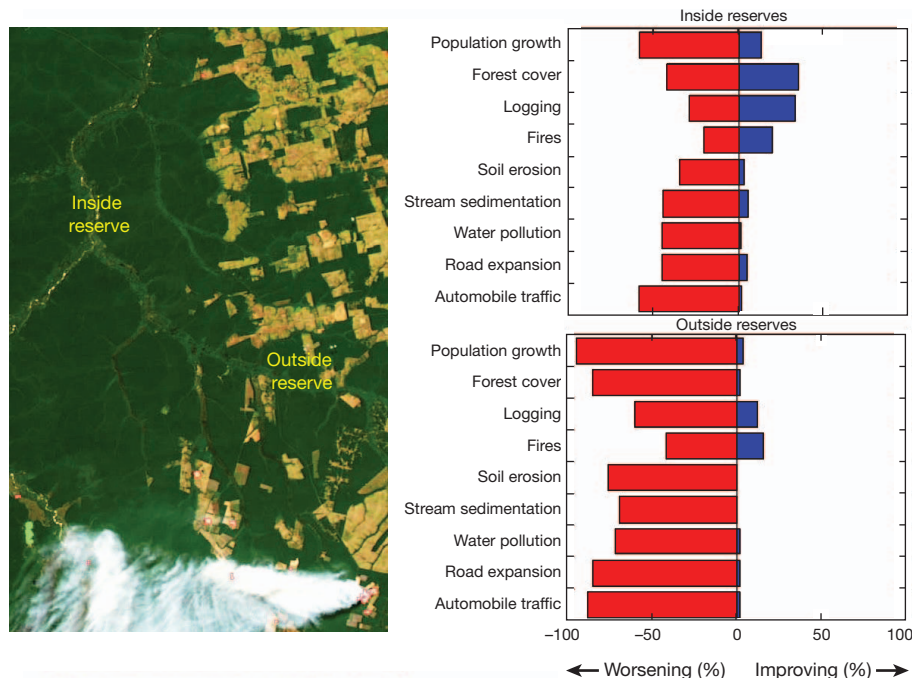 Inside
reserve
Outside
reserve
Inside reserves
Population growth
Forest cover
Logging
Fires
Soil erosion
Stream sedimentation
Water pollution
Road expansion
Automobile traffic
Outside reserves
Population growth
Forest cover
Logging
Fires
Soil erosion
Stream sedimentation
Water pollution
Road expansion
Automobile traffic
−100 −50 0 50 100
Worsening (%) Improving (%)